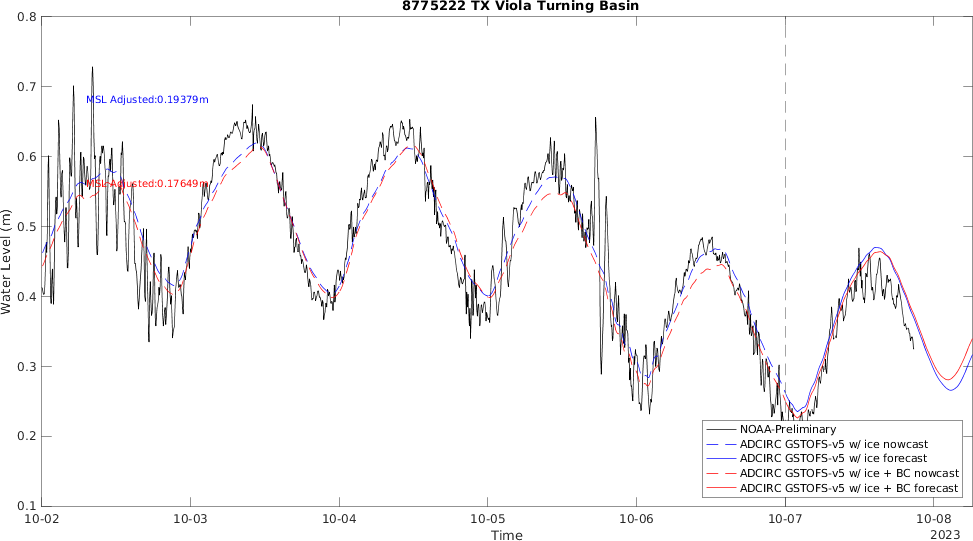 8775222 TX Viola Turning Basin
0.8
0.7
0.6
0.5
0.4
0.3
0.2
0.1
Water Level (m)
MSL Adjusted:0.19379m
MSL Adjusted:0.17649m
NOAA-Preliminary
ADCIRC GSTOFS-v5 w/ ice nowcast
ADCIRC GSTOFS-v5 w/ ice forecast
ADCIRC GSTOFS-v5 w/ ice + BC nowcast
ADCIRC GSTOFS-v5 w/ ice + BC forecast
10-02 10-03 10-04 10-05 10-06 10-07 10-08
Time
2023